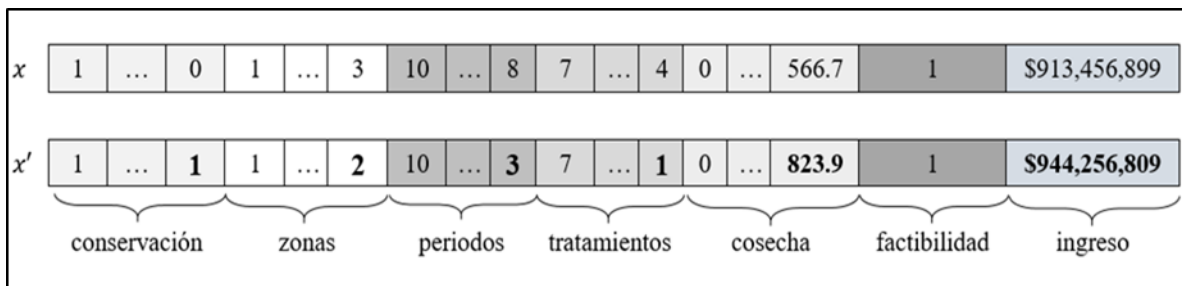 x 1 ... 0 1 ... 3 10 ... 8 7 ... 4 0 ... 566.7 1 $913,456,899
x′ 1 ... 1 1 ... 2 10 ... 3 7 ... 1 0 ... 823.9 1 $944,256,809
conservación zonas periodos tratamientos cosecha factibilidad ingreso